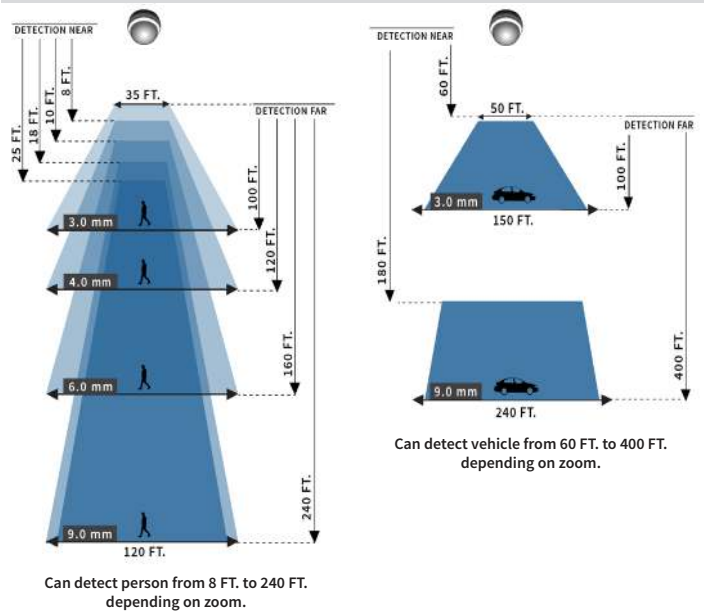 DETECTION NEAR
8 FT.
10 FT.
18 FT.
25 FT.
35 FT.
DETECTION FAR
100 FT.
120 FT.
160 FT.
240 FT.
3.0 mm
4.0 mm
6.0 mm
9.0 mm
120 FT.
Can detect person from 8 FT. to 240 FT.
depending on zoom.
DETECTION NEAR
60 FT.
180 FT.
50 FT.
DETECTION FAR
100 FT.
400 FT.
3.0 mm
150 FT.
9.0 mm
240 FT.
Can detect vehicle from 60 FT. to 400 FT.
depending on zoom.